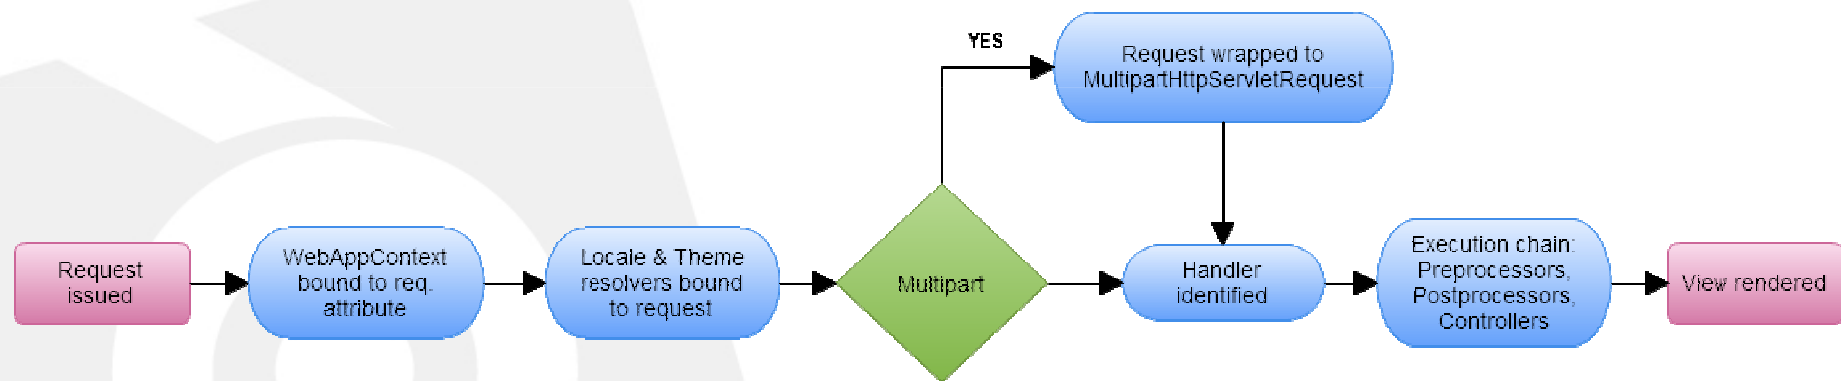 YES
Request wrapped to
MultipartHttpServletRequest
Request
issued
WebAppContext
bound to req.
attribute
Locale & Theme
resolvers bound
to request
Multipart
Handler
identified
Execution chain:
Preprocessors,
Postprocessors,
Controllers
View rendered